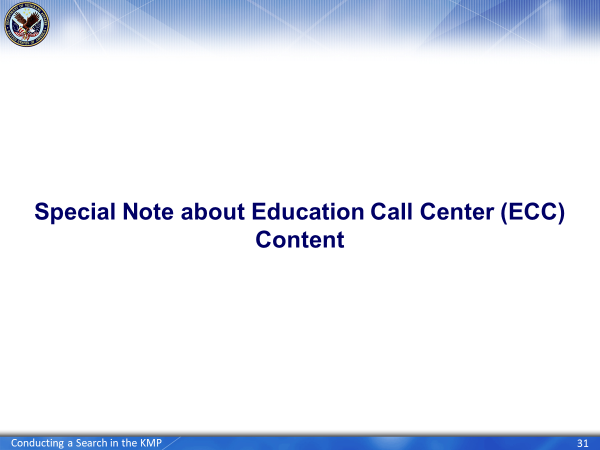 Special Note about Education Call Center (ECC)
Content
Conducting a Search in the KMP
31